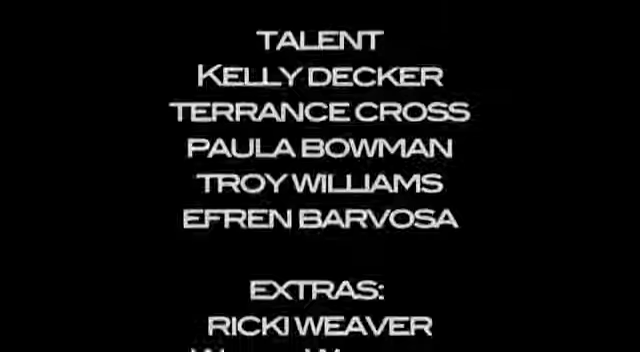 TALENT
KELLY DECKER
TERRANCE CROSS
PAULA BOWMAN
TROY WILLIAMS
EFREN BARVOSA
EXTRAS:
RICKI WEAVER